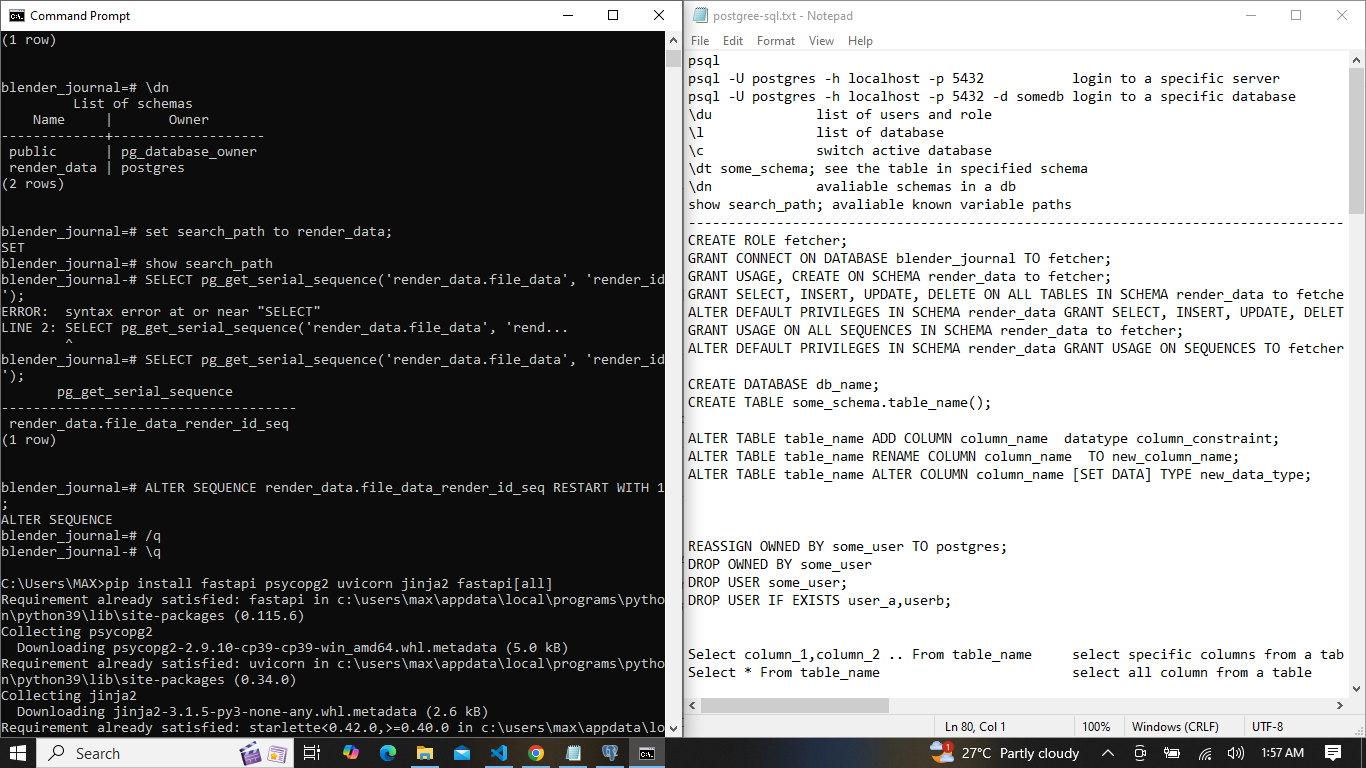 Command Prompt
(1 row)
blender_journal=# \dn
List of schemas
Name | Owner
-------------+-------------------
public | pg_database_owner
render_data | postgres
(2 rows)
blender_journal=# set search_path to render_data;
SET
blender_journal=# show search_path
blender_journal-# SELECT pg_get_serial_sequence('render_data.file_data', 'render_id
');
ERROR:  syntax error at or near "SELECT"
LINE 2: SELECT pg_get_serial_sequence('render_data.file_data', 'rend...
^
blender_journal=# SELECT pg_get_serial_sequence('render_data.file_data', 'render_id
');
pg_get_serial_sequence
-------------------------------------
render_data.file_data_render_id_seq
(1 row)
blender_journal=# ALTER SEQUENCE render_data.file_data_render_id_seq RESTART WITH 1
;
ALTER SEQUENCE
blender_journal=# /q
blender_journal-# \q
C:\Users\MAX>pip install fastapi psycopg2 uvicorn jinja2 fastapi[all]
Requirement already satisfied: fastapi in c:\users\max\appdata\local\programs\pytho
n\python39\lib\site-packages (0.115.6)
Collecting psycopg2
Downloading psycopg2-2.9.10-cp39-cp39-win_amd64.whl.metadata (5.0 kB)
Requirement already satisfied: uvicorn in c:\users\max\appdata\local\programs\pytho
n\python39\lib\site-packages (0.34.0)
Collecting jinja2
Downloading jinja2-3.1.5-py3-none-any.whl.metadata (2.6 kB)
Requirement already satisfied: starlette<0.42.0,>=0.40.0 in c:\users\max\appdata\lo
postgree-sql.txt - Notepad
File Edit Format View Help
psql
psql -U postgres -h localhost -p 5432 login to a specific server
psql -U postgres -h localhost -p 5432 -d somedb login to a specific database
\du list of users and role
\l list of database
\c switch active database
\dt some_schema; see the table in specified schema
\dn avaliable schemas in a db
show search_path; avaliable known variable paths
----------------------------------------------------------------------------------
CREATE ROLE fetcher;
GRANT CONNECT ON DATABASE blender_journal TO fetcher;
GRANT USAGE, CREATE ON SCHEMA render_data to fetcher;
GRANT SELECT, INSERT, UPDATE, DELETE ON ALL TABLES IN SCHEMA render_data to fetche
ALTER DEFAULT PRIVILEGES IN SCHEMA render_data GRANT SELECT, INSERT, UPDATE, DELET
GRANT USAGE ON ALL SEQUENCES IN SCHEMA render_data to fetcher;
ALTER DEFAULT PRIVILEGES IN SCHEMA render_data GRANT USAGE ON SEQUENCES TO fetcher
CREATE DATABASE db_name;
CREATE TABLE some_schema.table_name();
ALTER TABLE table_name ADD COLUMN column_name  datatype column_constraint;
ALTER TABLE table_name RENAME COLUMN column_name  TO new_column_name;
ALTER TABLE table_name ALTER COLUMN column_name [SET DATA] TYPE new_data_type;
REASSIGN OWNED BY some_user TO postgres;
DROP OWNED BY some_user
DROP USER some_user;
DROP USER IF EXISTS user_a,userb;
Select column_1,column_2 .. From table_name select specific columns from a tab
Select * From table_name select all column from a table
Ln 80, Col 1 100% Windows (CRLF) UTF-8
Search
1 27°C Partly cloudy 1:57 AM